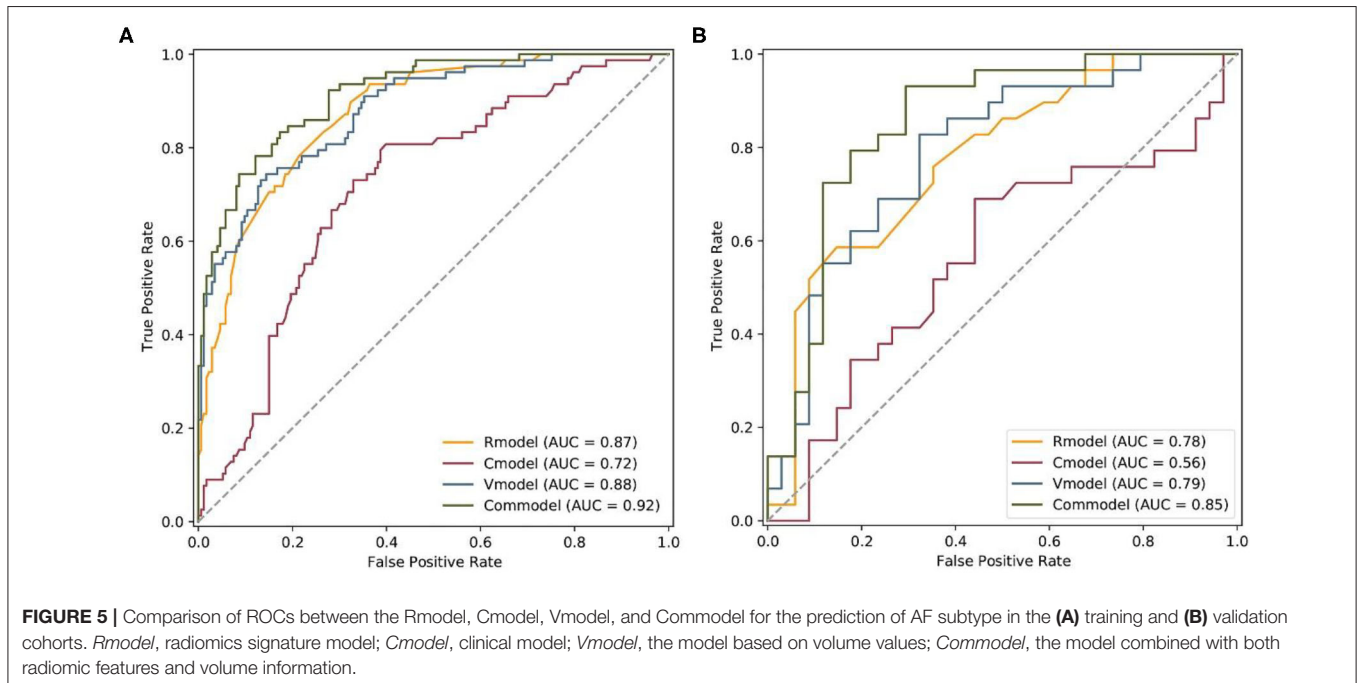 A
1.0
0.8
0.6
0.4
0.2
0.0
True Positive Rate
0.0 0.2 0.4 0.6 0.8 1.0
False Positive Rate
Rmodel (AUC = 0.87)
Cmodel (AUC = 0.72)
Vmodel (AUC = 0.88)
Commodel (AUC = 0.92)
B
1.0
0.8
0.6
0.4
0.2
0.0
True Positive Rate
0.0 0.2 0.4 0.6 0.8 1.0
False Positive Rate
Rmodel (AUC = 0.78)
Cmodel (AUC = 0.56)
Vmodel (AUC = 0.79)
Commodel (AUC = 0.85)
FIGURE 5 | Comparison of ROCs between the Rmodel, Cmodel, Vmodel, and Commodel for the prediction of AF subtype in the (A) training and (B) validation
cohorts. Rmodel, radiomics signature model; Cmodel, clinical model; Vmodel, the model based on volume values; Commodel, the model combined with both
radiomic features and volume information.